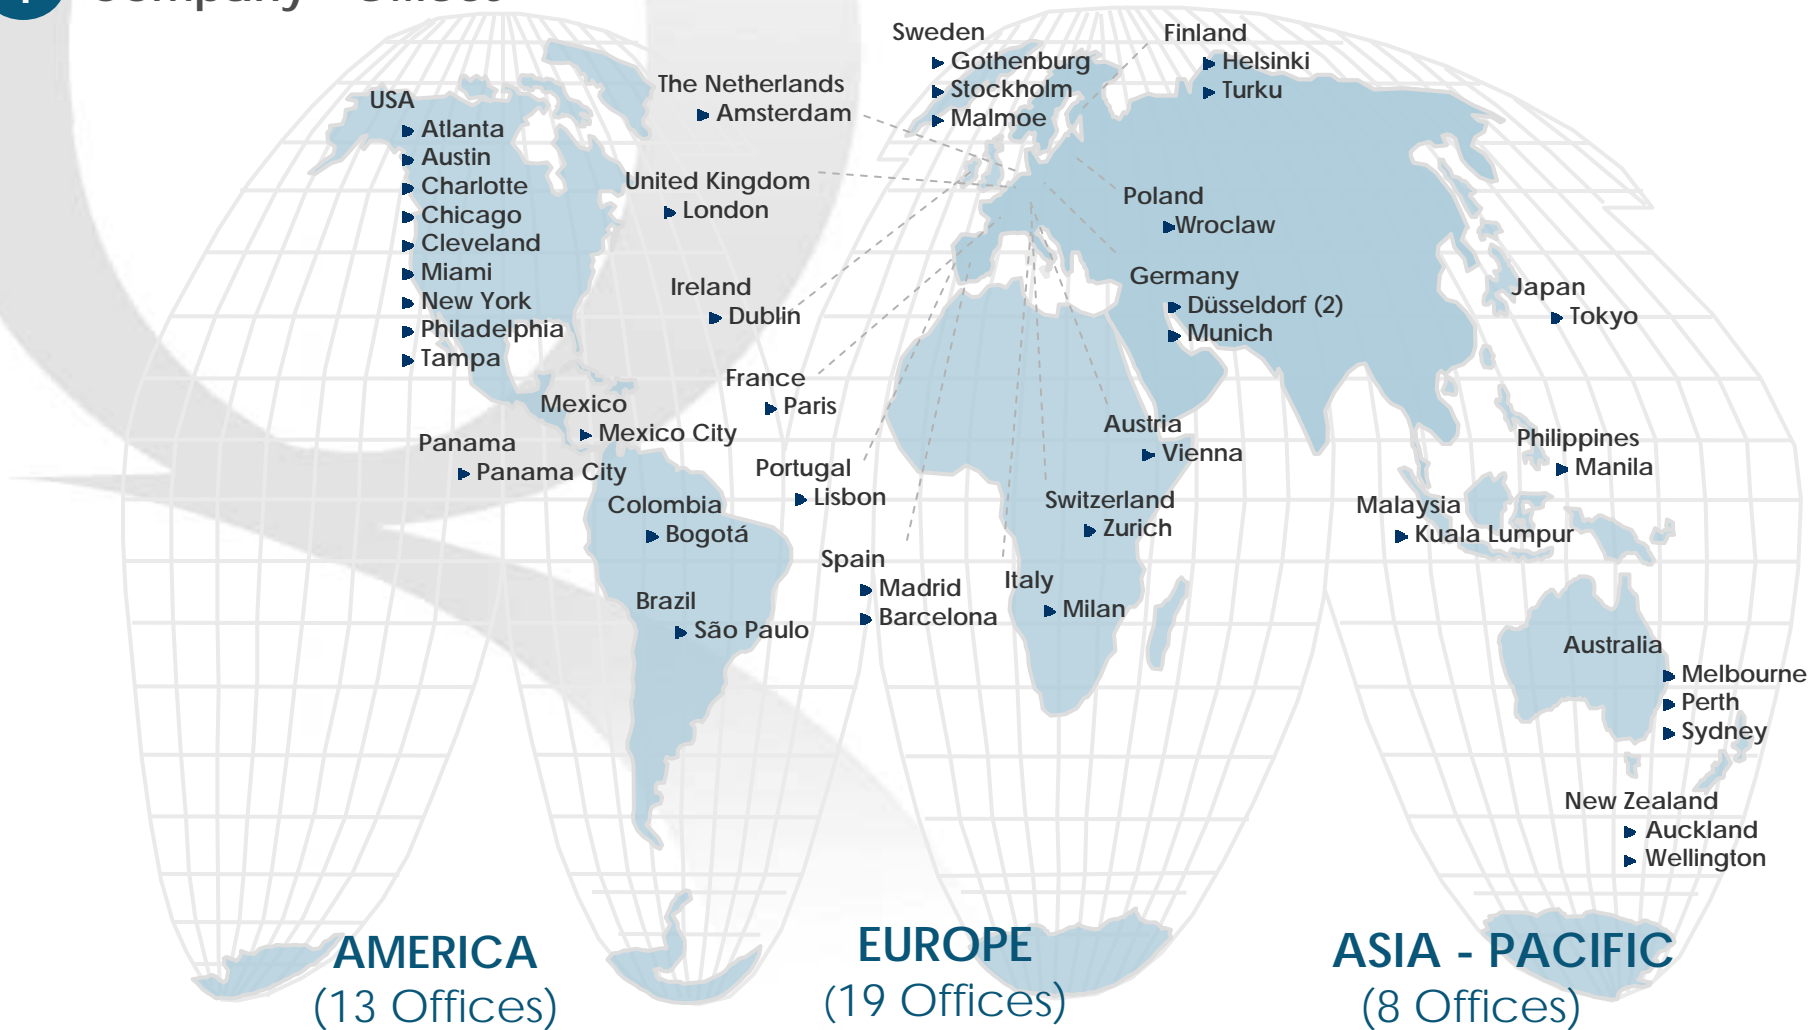 Company - Offices
USA
Atlanta
Austin
Charlotte
Chicago
Cleveland
Miami
New York
Philadelphia
Tampa
Mexico
Mexico City
Panama
Panama City
Colombia
Bogotá
Brazil
São Paulo
The Netherlands
Amsterdam
United Kingdom
London
Ireland
Dublin
France
Paris
Portugal
Lisbon
Spain
Madrid
Barcelona
Sweden
Gothenburg
Stockholm
Malmoe
Finland
Helsinki
Turku
Poland
Wroclaw
Germany
Düsseldorf (2)
Munich
Austria
Vienna
Switzerland
Zurich
Italy
Milan
Japan
Tokyo
Philippines
Manila
Malaysia
Kuala Lumpur
Australia
Melbourne
Perth
Sydney
New Zealand
Auckland
Wellington
AMERICA
(13 Offices)
EUROPE
(19 Offices)
ASIA - PACIFIC
(8 Offices)